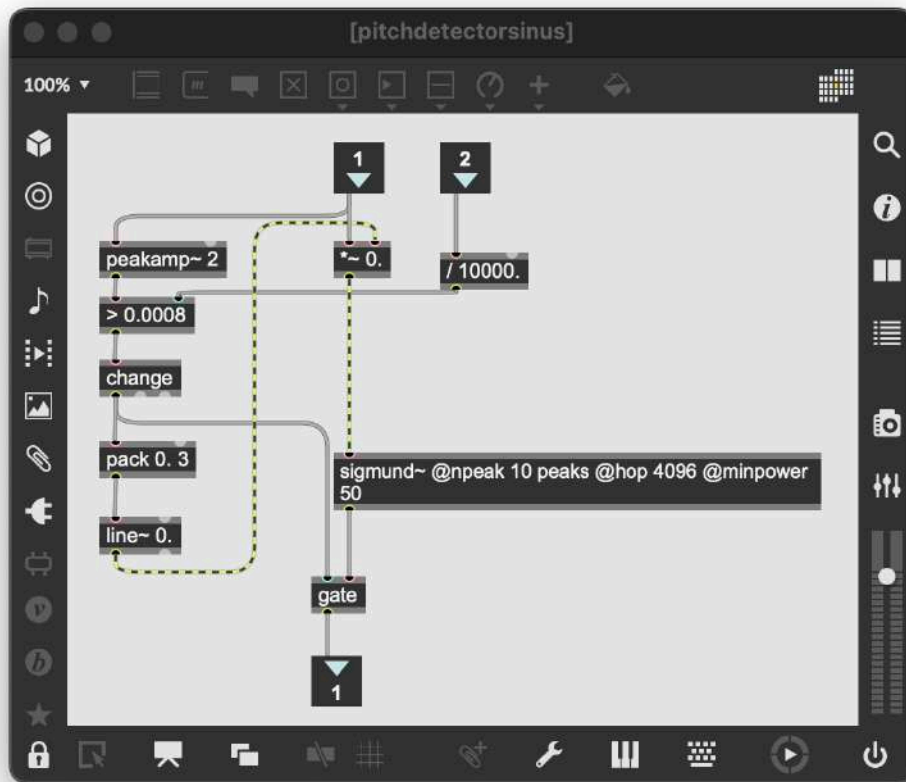 [pitchdetectorsinus]
100%
1
2
peakamp~ 2
*~ 0.
/ 10000.
> 0.0008
change
pack 0. 3
sigmund~ @npeak 10 peaks @hop 4096 @minpower
50
line~ 0.
gate
1